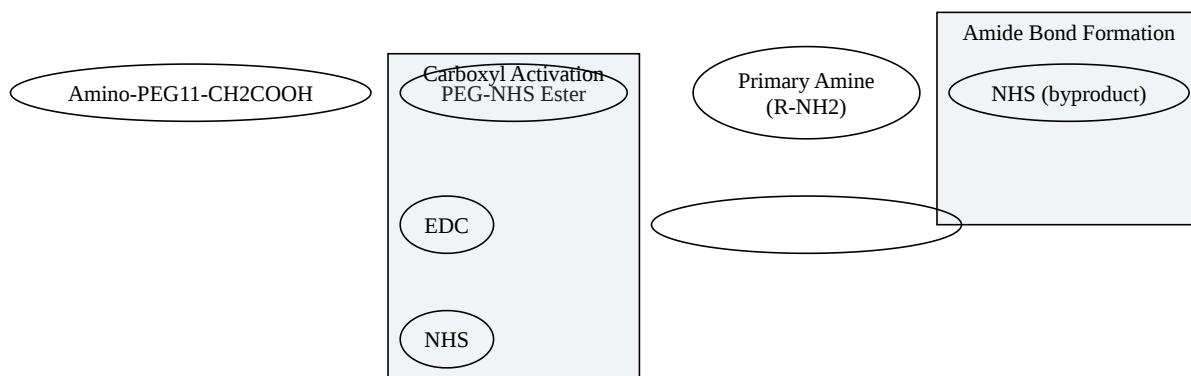 Amide Bond Formation
Amino-PEG11-CH2COOH
Carboxyl Activation
PEG-NHS Ester
Primary Amine
(R-NH2)
NHS (byproduct)
EDC
NHS